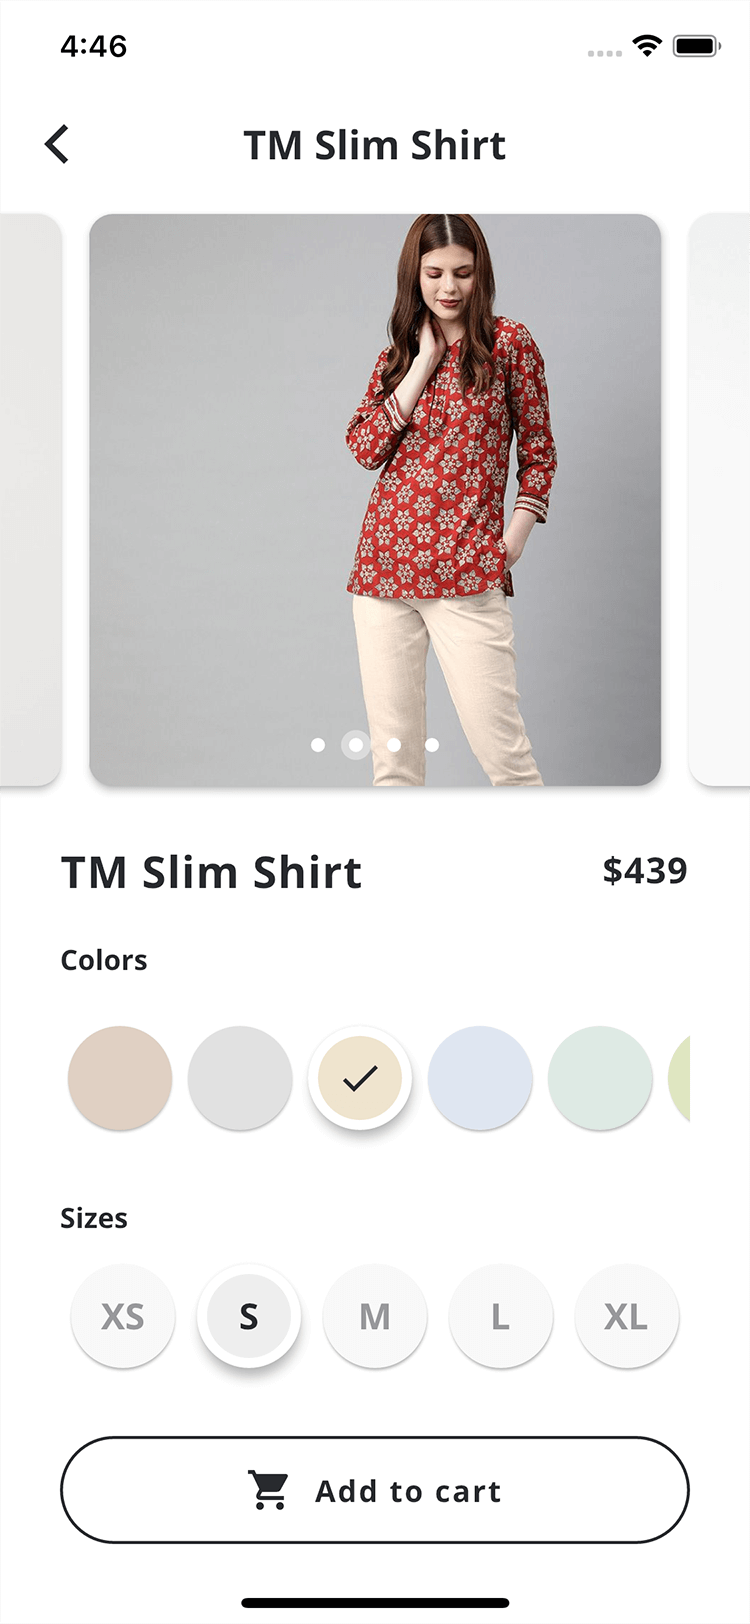 4:46
TM Slim Shirt
TM Slim Shirt
$439
Colors
Sizes
XS
S
M
L
XL
Add to cart